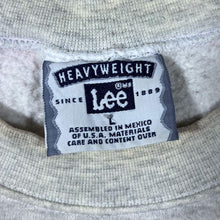 HEAVYWEIGHT
SINCE Lee 1889
L
ASSEMBLED IN MEXICO
OF U.S.A. MATERIALS
CARE AND CONTENT OVER